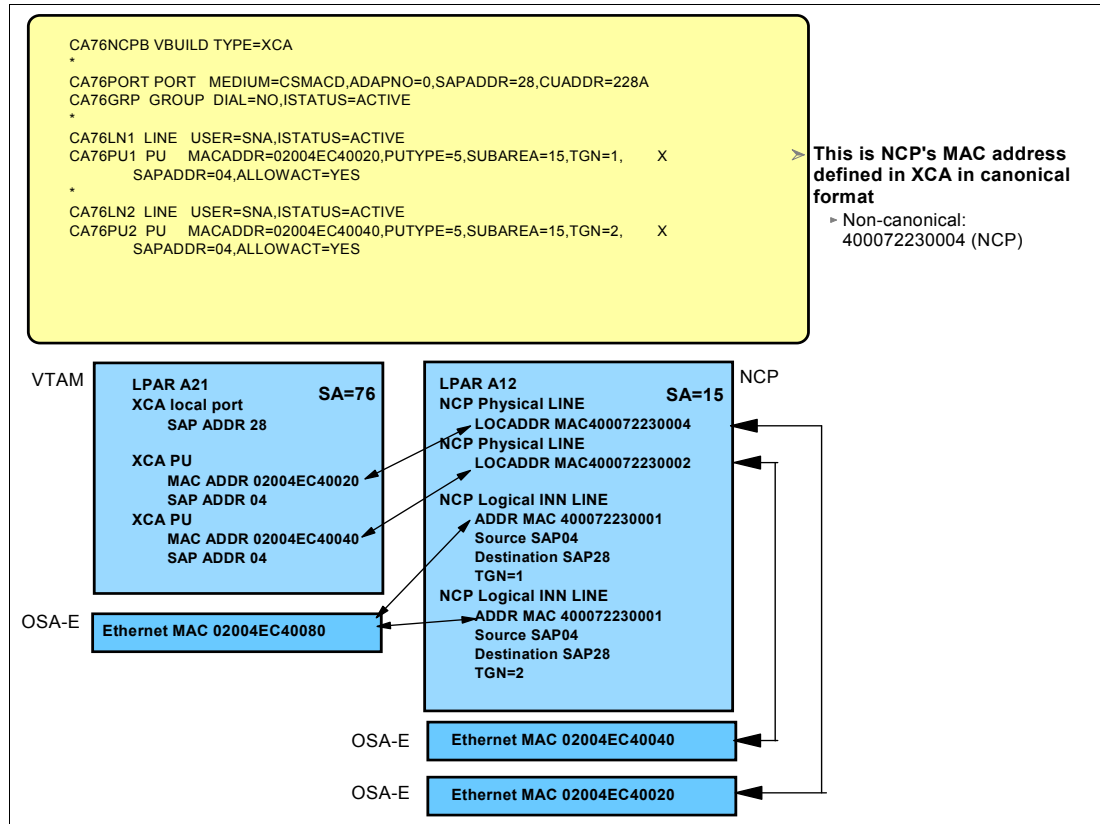 CA76NCPB VBUILD TYPE=XCA
*
CA76PORT PORT MEDIUM=CSMACD,ADAPNO=0,SAPADDR=28,CUADDR=228A
CA76GRP GROUP DIAL=NO,ISTATUS=ACTIVE
*
CA76LN1 LINE USER=SNA,ISTATUS=ACTIVE
CA76PU1 PU MACADDR=02004EC40020,PUTYPE=5,SUBAREA=15,TGN=1, X
SAPADDR=04,ALLOWACT=YES
*
CA76LN2 LINE USER=SNA,ISTATUS=ACTIVE
CA76PU2 PU MACADDR=02004EC40040,PUTYPE=5,SUBAREA=15,TGN=2, X
SAPADDR=04,ALLOWACT=YES
This is NCP's MAC address
defined in XCA in canonical
format
Non-canonical:
400072230004 (NCP)
VTAM
LPAR A21
SA=76
XCA local port
SAP ADDR 28
XCA PU
MAC ADDR 02004EC40020
SAP ADDR 04
XCA PU
MAC ADDR 02004EC40040
SAP ADDR 04
OSA-E
Ethernet MAC 02004EC40080
NCP
LPAR A12
SA=15
NCP Physical LINE
LOCADDR MAC400072230004
NCP Physical LINE
LOCADDR MAC400072230002
NCP Logical INN LINE
ADDR MAC 400072230001
Source SAP04
Destination SAP28
TGN=1
NCP Logical INN LINE
ADDR MAC 400072230001
Source SAP04
Destination SAP28
TGN=2
OSA-E
Ethernet MAC 02004EC40040
OSA-E
Ethernet MAC 02004EC40020